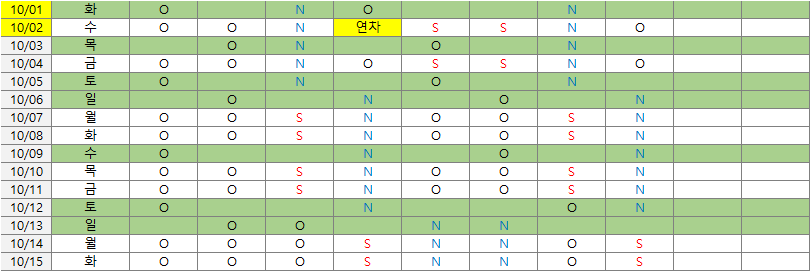 10/01 화 O N O N
10/02 수 O O N 연차 S S N O
10/03 목 O N O N
10/04 금 O O N O S S N O
10/05 토 O N O N
10/06 일 O N O N
10/07 월 O O S N O O S N
10/08 화 O O S N O O S N
10/09 수 O N O N
10/10 목 O O S N O O S N
10/11 금 O O S N O O S N
10/12 토 O N O N
10/13 일 O O N N
10/14 월 O O O S N N O S
10/15 화 O O O S N N O S